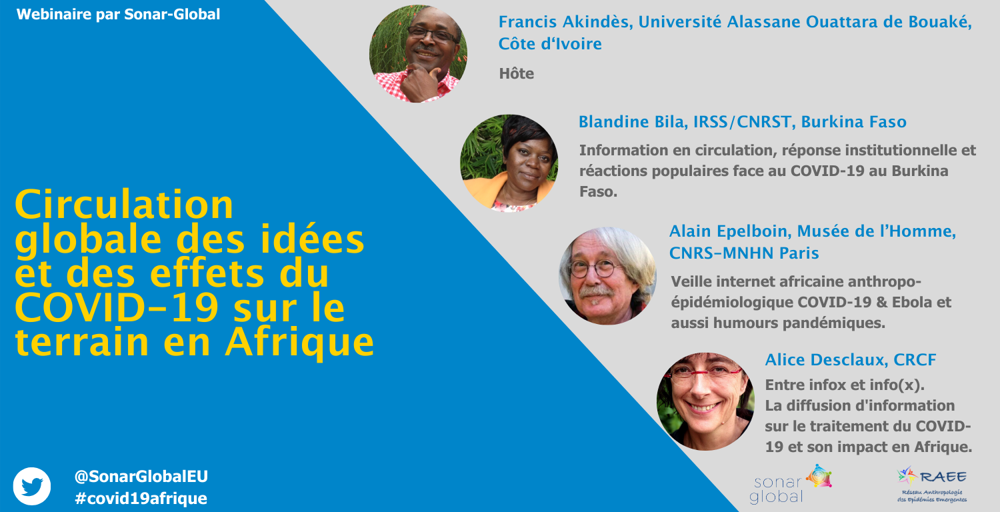 Webinaire par Sonar-Global
Circulation
globale des idées
et des effets du
COVID-19 sur le
terrain en Afrique
@SonarGlobalEU
#covid19afrique
Francis Akindès, Université Alassane Ouattara de Bouaké,
Côte d‘Ivoire
Hôte
Blandine Bila, IRSS/CNRST, Burkina Faso
Information en circulation, réponse institutionnelle et
réactions populaires face au COVID-19 au Burkina
Faso.
Alain Epelboin, Musée de l’Homme,
CNRS-MNHN Paris
Veille internet africaine anthropo-
épidémiologique COVID-19 & Ebola et
aussi humours pandémiques.
Alice Desclaux, CRCF
Entre infox et info(x).
La diffusion d'information
sur le traitement du COVID-
19 et son impact en Afrique.
sonar
global
RAEE
Réseau Anthropologie
des Epidémies Emergentes